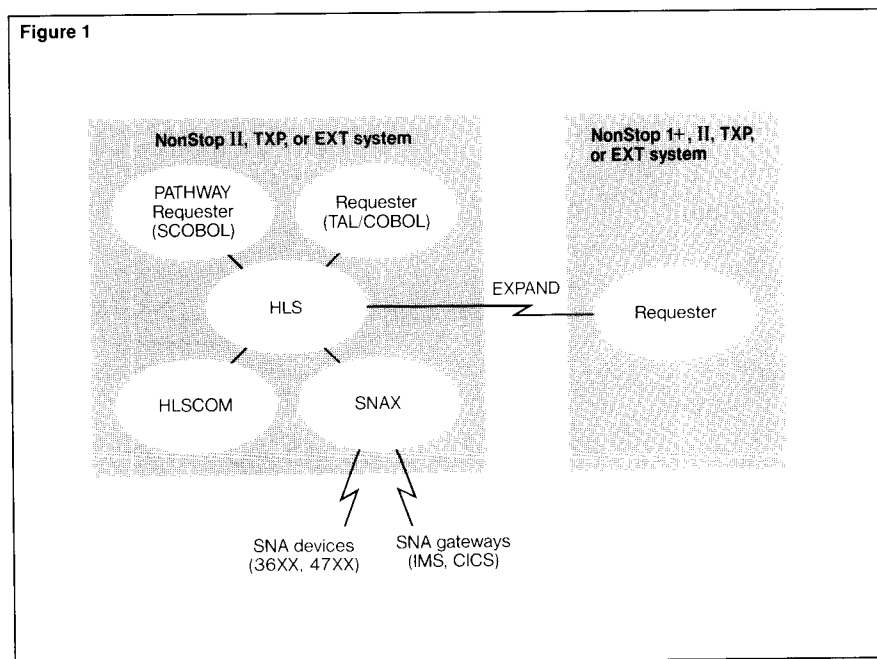 Figure 1
NonStop II, TXP, or EXT system
NonStop 1+, II, TXP,
or EXT system
PATHWAY
Requester
(SCOBOL)
Requester
(TAL/COBOL)
HLS
EXPAND
Requester
HLSCOM
SNAX
SNA devices
(36XX, 47XX)
SNA gateways
(IMS, CICS)